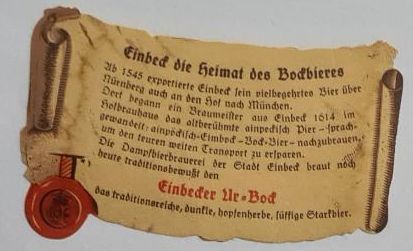 Einbeck die Heimat des Bockbieres
Ab 1545 exportierte Einbeck sein vielbegehrtes Bier über
Nürnberg auch an den Hof nach München.
Dort begann ein Braumeister aus Einbeck 1614 im
Hofbrauhaus das altberühmte ainpeckisch Pier – sprach-
gewandelt: ainpöckisch-Eimbock-Bock-Bier – nachzubrauen,
um den teuren weiten Transport zu ersparen.
Die Dampfbierbrauerei der Stadt Einbeck braut noch
heute traditionsbewußt den
Einbecker Ur-Bock
das traditionsreiche, dunkle, hopfenherbe, süffige Starkbier.